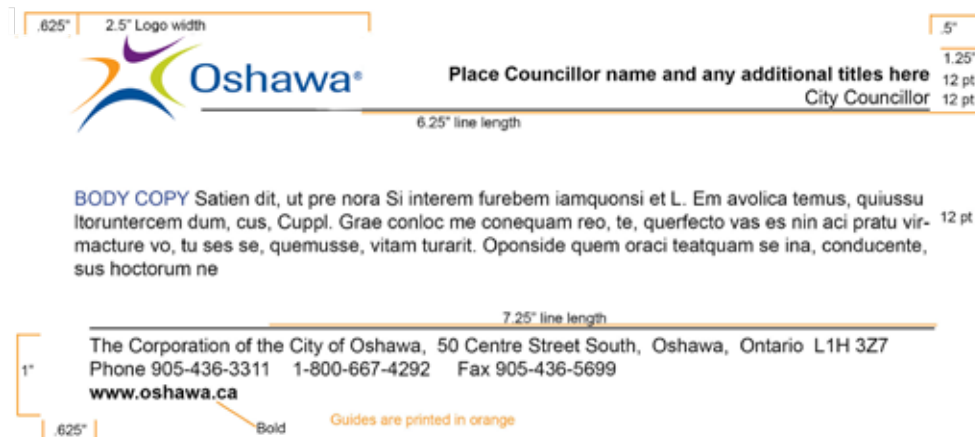 .625"
2.5" Logo width
.5"
Oshawa®
1.25"
Place Councillor name and any additional titles here
12 pt
City Councillor
12 pt
6.25" line length
BODY COPY Satien dit, ut pre nora Si interem furebem iamquonsi et L. Em avolica temus, quiussu
ltoruntercem dum, cus, Cuppl. Grae conloc me conequam reo, te, querfecto vas es nin aci pratu vir-
12 pt
macture vo, tu ses se, quemusse, vitam turarit. Oponside quem oraci teatquam se ina, conducente,
sus hoctorum ne
7.25" line length
The Corporation of the City of Oshawa, 50 Centre Street South, Oshawa, Ontario L1H 3Z7
1"
Phone 905-436-3311 1-800-667-4292 Fax 905-436-5699
www.oshawa.ca
.625"
Bold
Guides are printed in orange